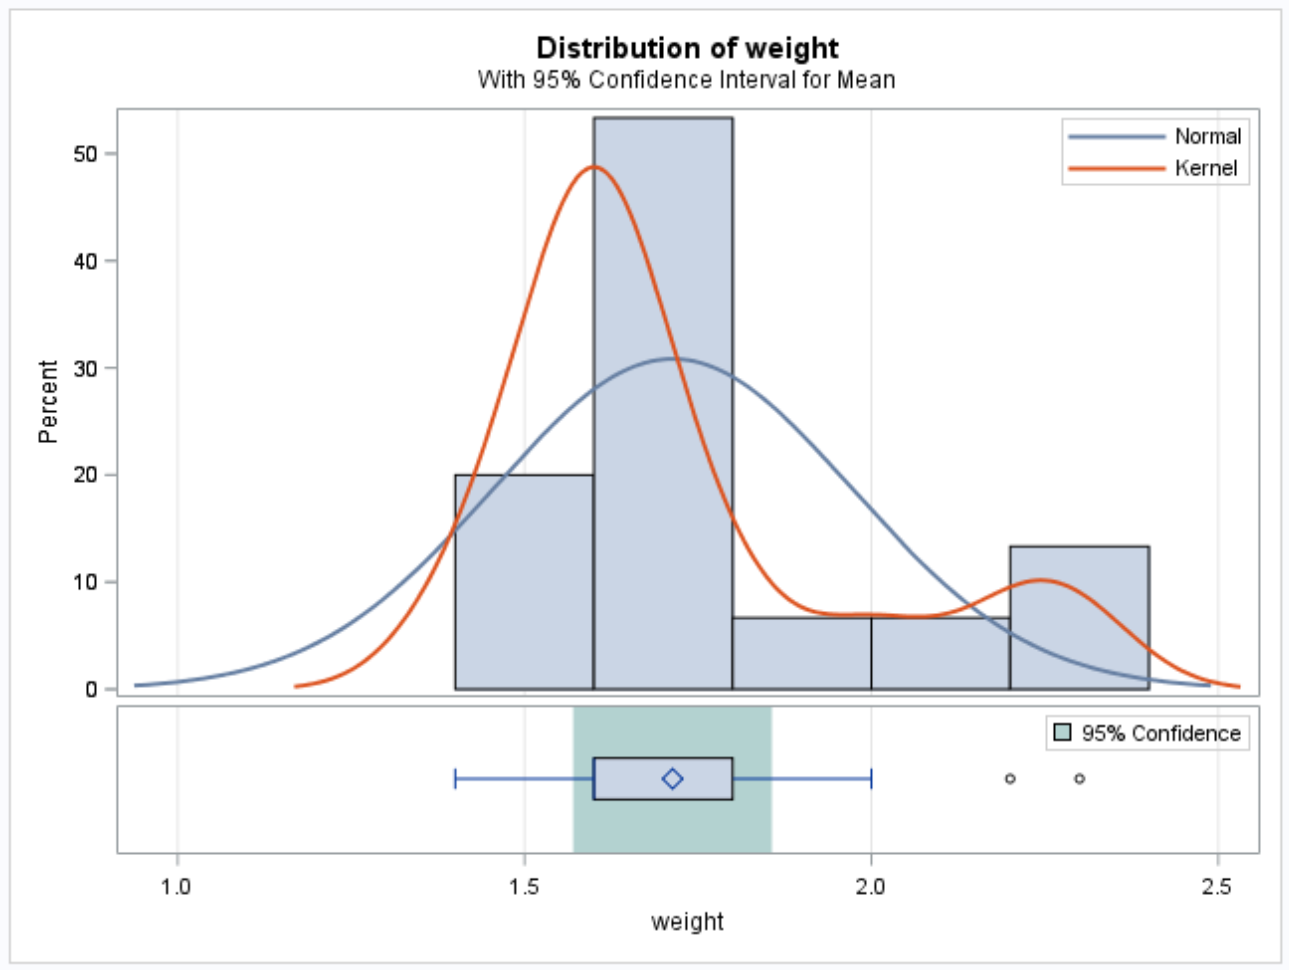 Distribution of weight
With 95% Confidence Interval for Mean
Normal
Kernel
50
40
30
20
10
0
Percent
95% Confidence
1.0 1.5 2.0 2.5
weight